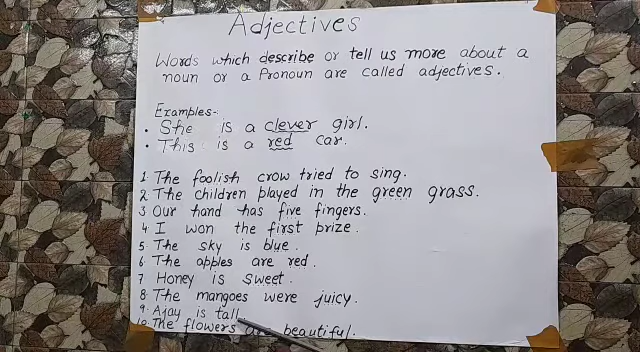 Adjectives
Words which describe or tell us more about a
noun or a Pronoun are called adjectives.
Examples:-
• She is a clever girl.
• This is a red car.
1 The foolish crow tried to sing.
2 The children played in the green grass.
3 Our hand has five fingers.
4 I won the first prize.
5 The sky is blue.
6 The apples are red.
7 Honey is sweet.
8 The mangoes were juicy.
9. Ajay is tall
10 The flowers are beautiful.